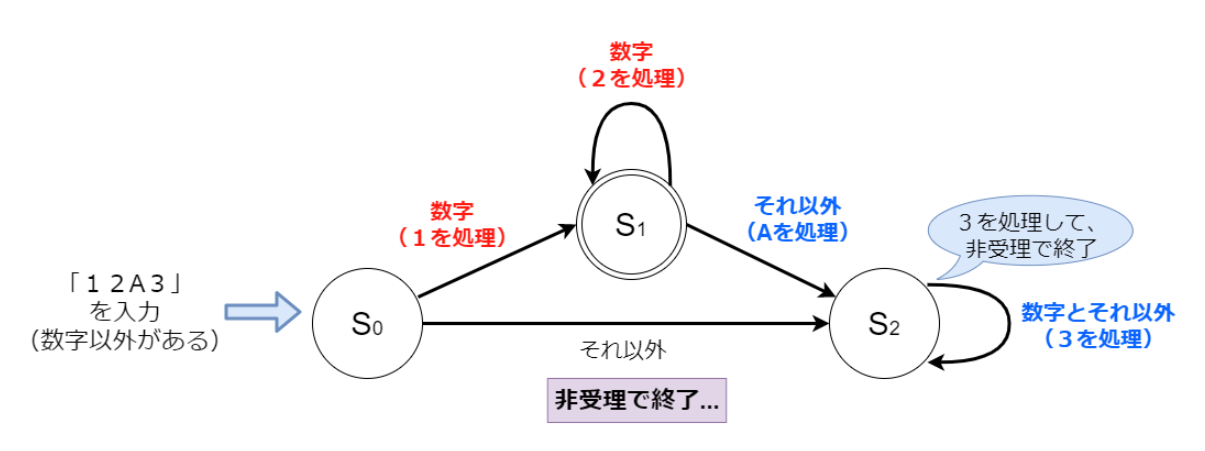 数字
（２を処理）
数字
（１を処理）
S1
それ以外
（Aを処理）
３を処理して、
非受理で終了
「１２A３」
を入力
（数字以外がある）
S0
S2
数字とそれ以外
（３を処理）
それ以外
非受理で終了...